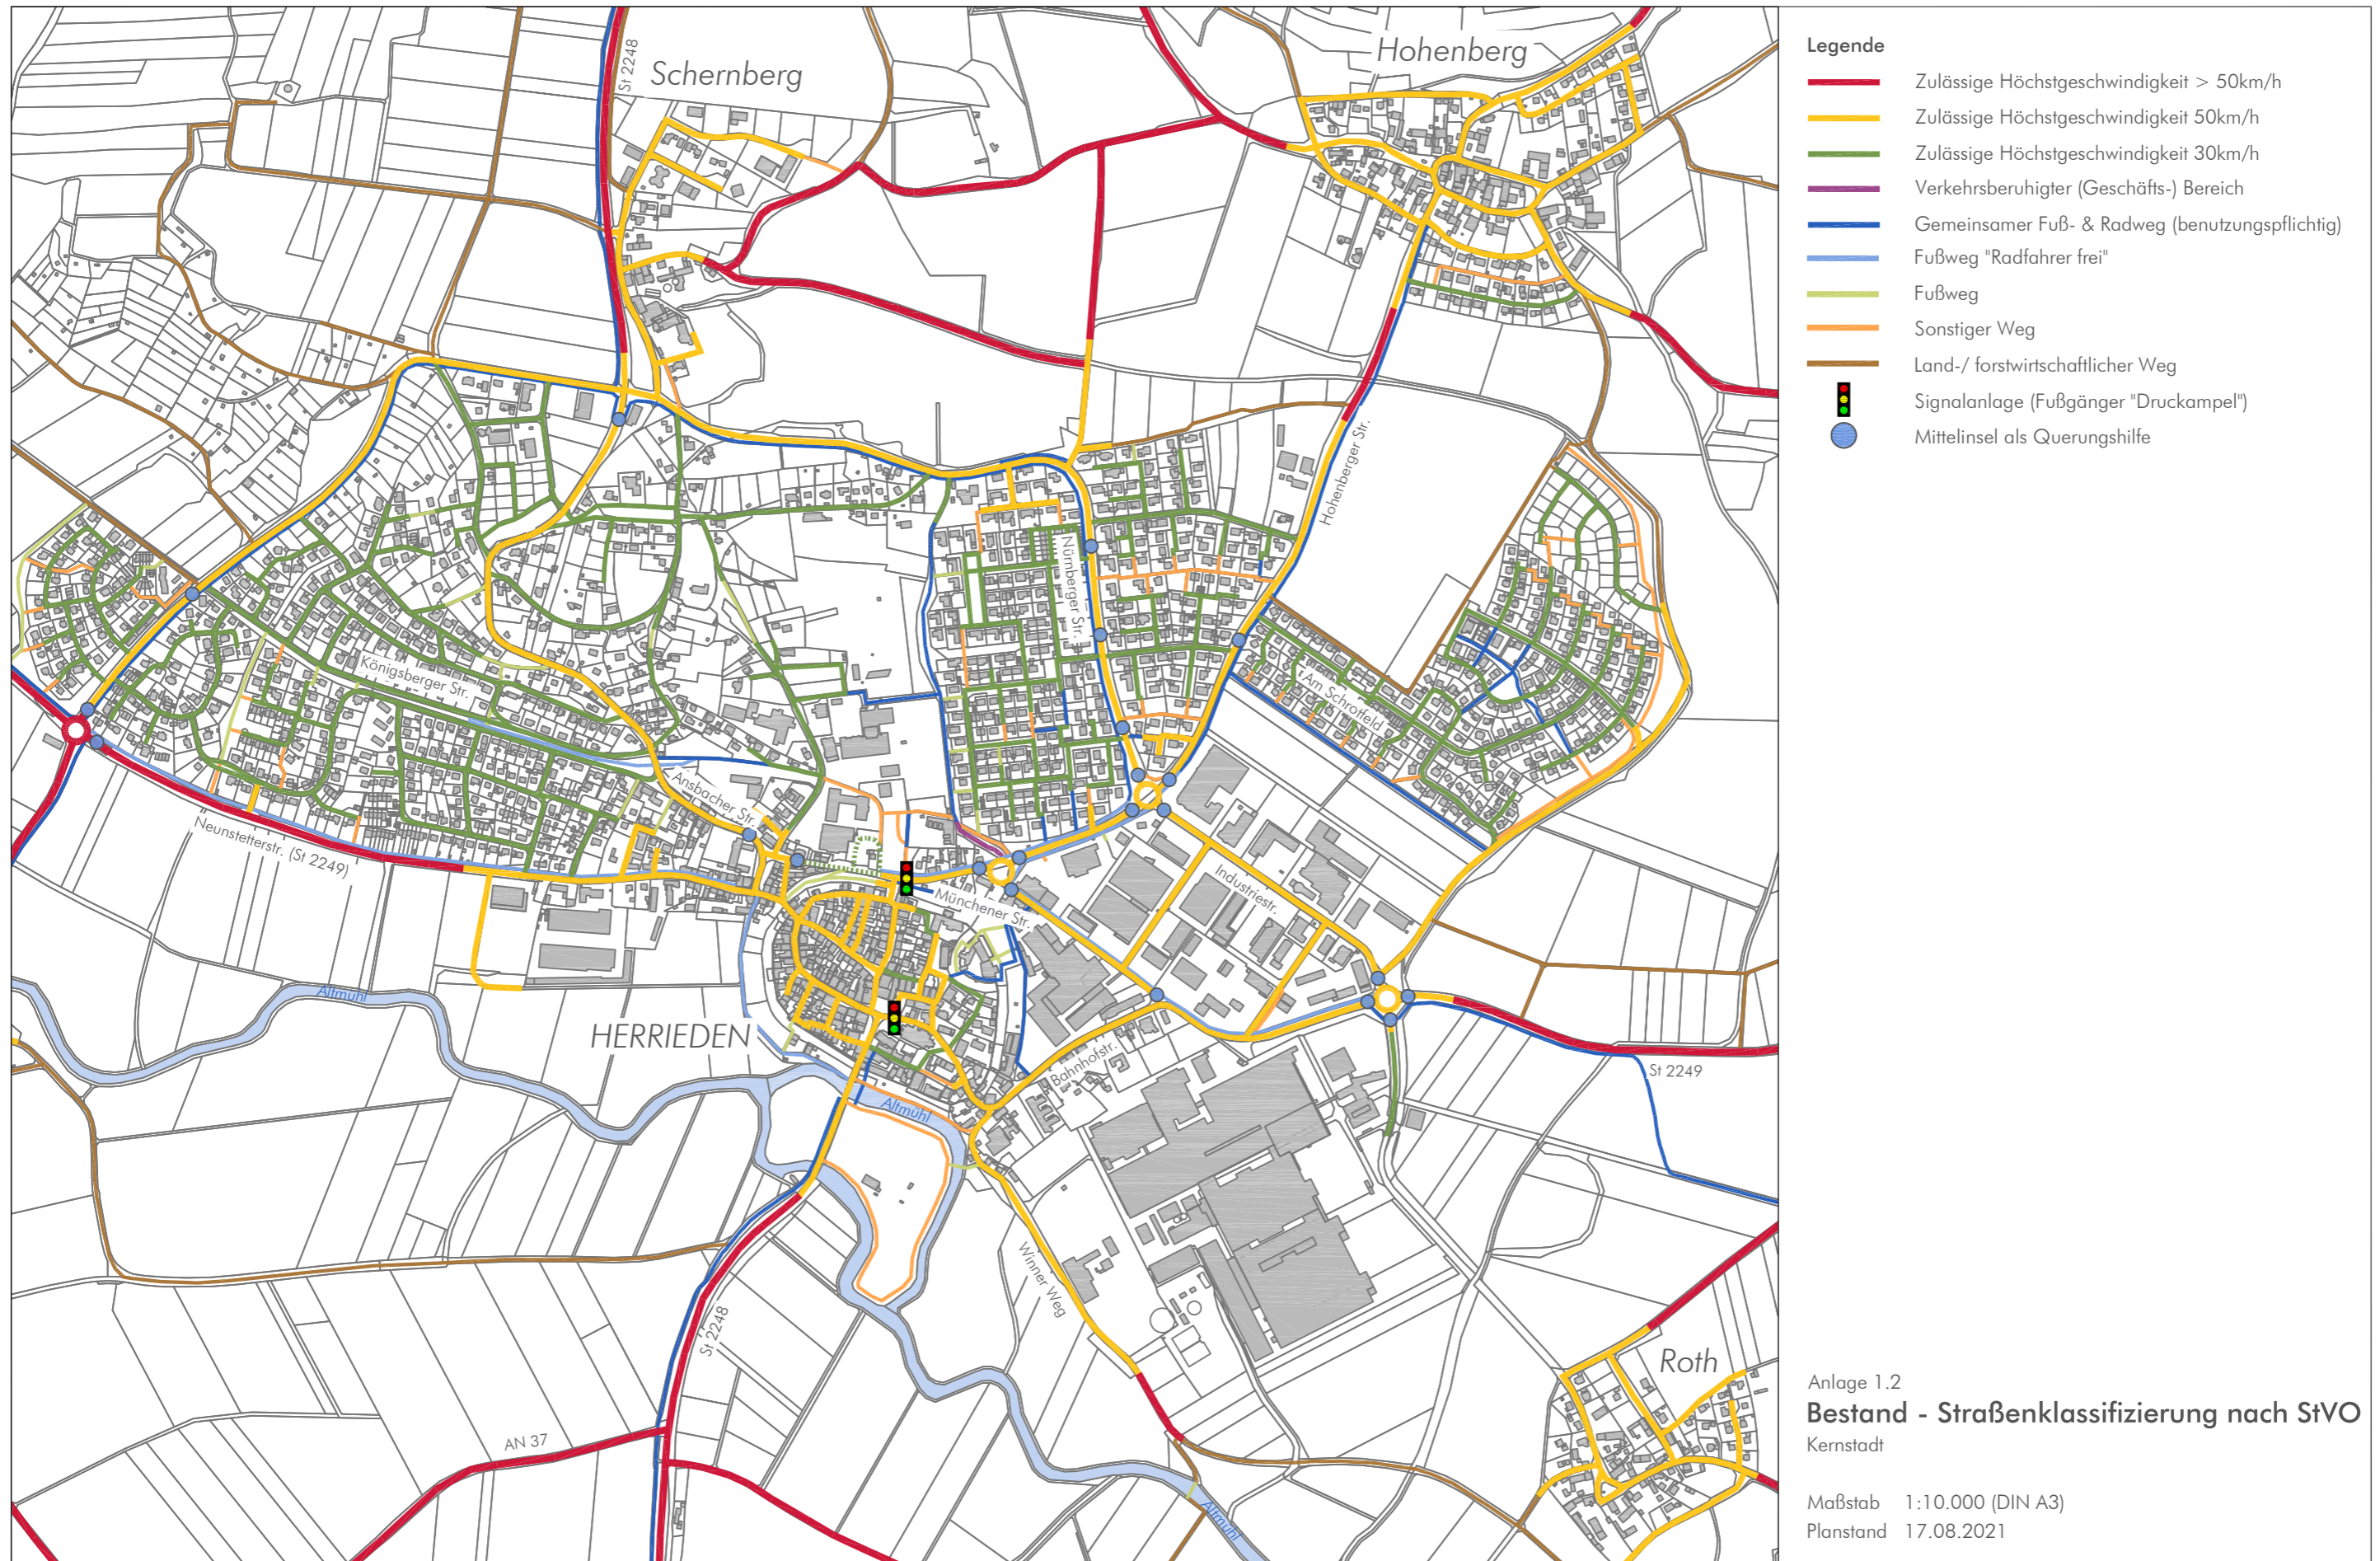 St 2248
Schernberg
Hohenberg
Hohenberger Str.
Nürnberger Str.
Königsberger Str.
Am Schrotfeld
Ansbacher Str.
Neunstetterstr. (St 2249)
Industriestr.
Münchener Str.
Altmühl
HERRIEDEN
Bahnhofstr.
St 2249
Altmühl
Winner Weg
St 2248
Roth
AN 37
Altmühl
Legende
Zulässige Höchstgeschwindigkeit > 50km/h
Zulässige Höchstgeschwindigkeit 50km/h
Zulässige Höchstgeschwindigkeit 30km/h
Verkehrsberuhigter (Geschäfts-) Bereich
Gemeinsamer Fuß- & Radweg (benutzungspflichtig)
Fußweg "Radfahrer frei"
Fußweg
Sonstiger Weg
Land-/ forstwirtschaftlicher Weg
Signalanlage (Fußgänger "Druckampel")
Mittelinsel als Querungshilfe
Anlage 1.2
Bestand - Straßenklassifizierung nach StVO
Kernstadt
Maßstab 1:10.000 (DIN A3)
Planstand 17.08.2021